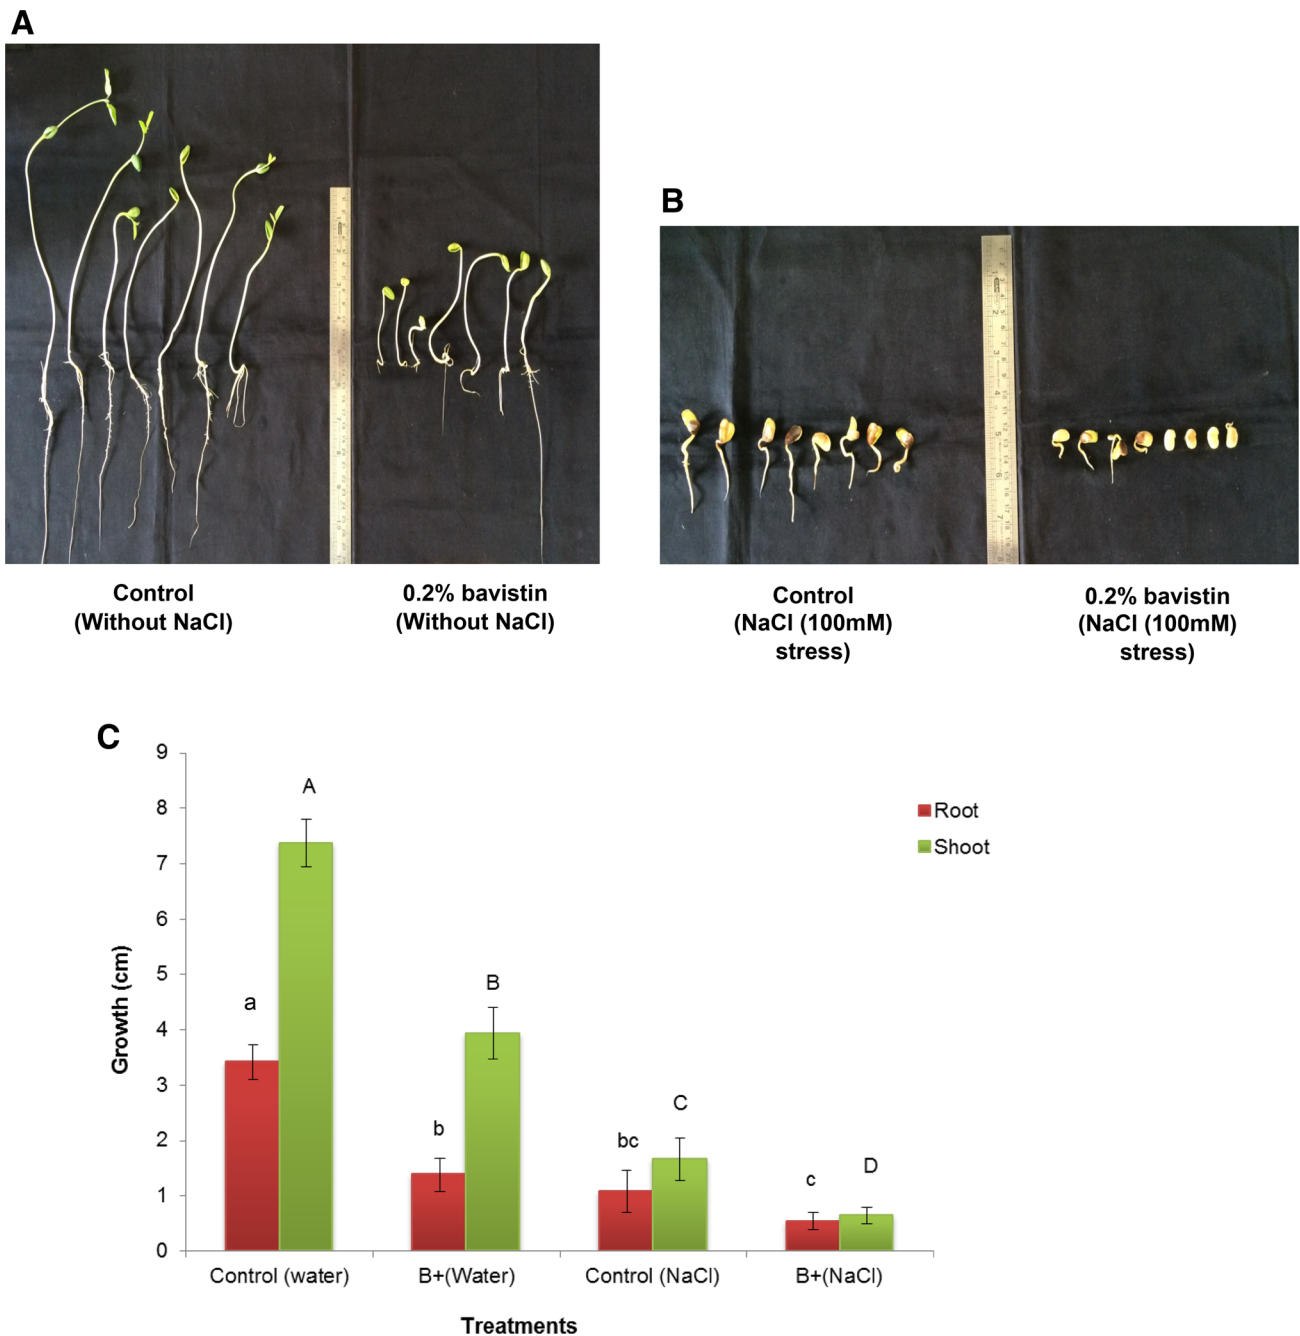 A
B
Control
(Without NaCl)
0.2% bavistin
(Without NaCl)
Control
(NaCl (100mM)
stress)
0.2% bavistin
(NaCl (100mM)
stress)
C
9
8
7
6
5
4
3
2
1
0
Growth (cm)
a
A
b
B
bc
C
c
D
Root
Shoot
Control (water)
B+(Water)
Control (NaCl)
B+(NaCl)
Treatments